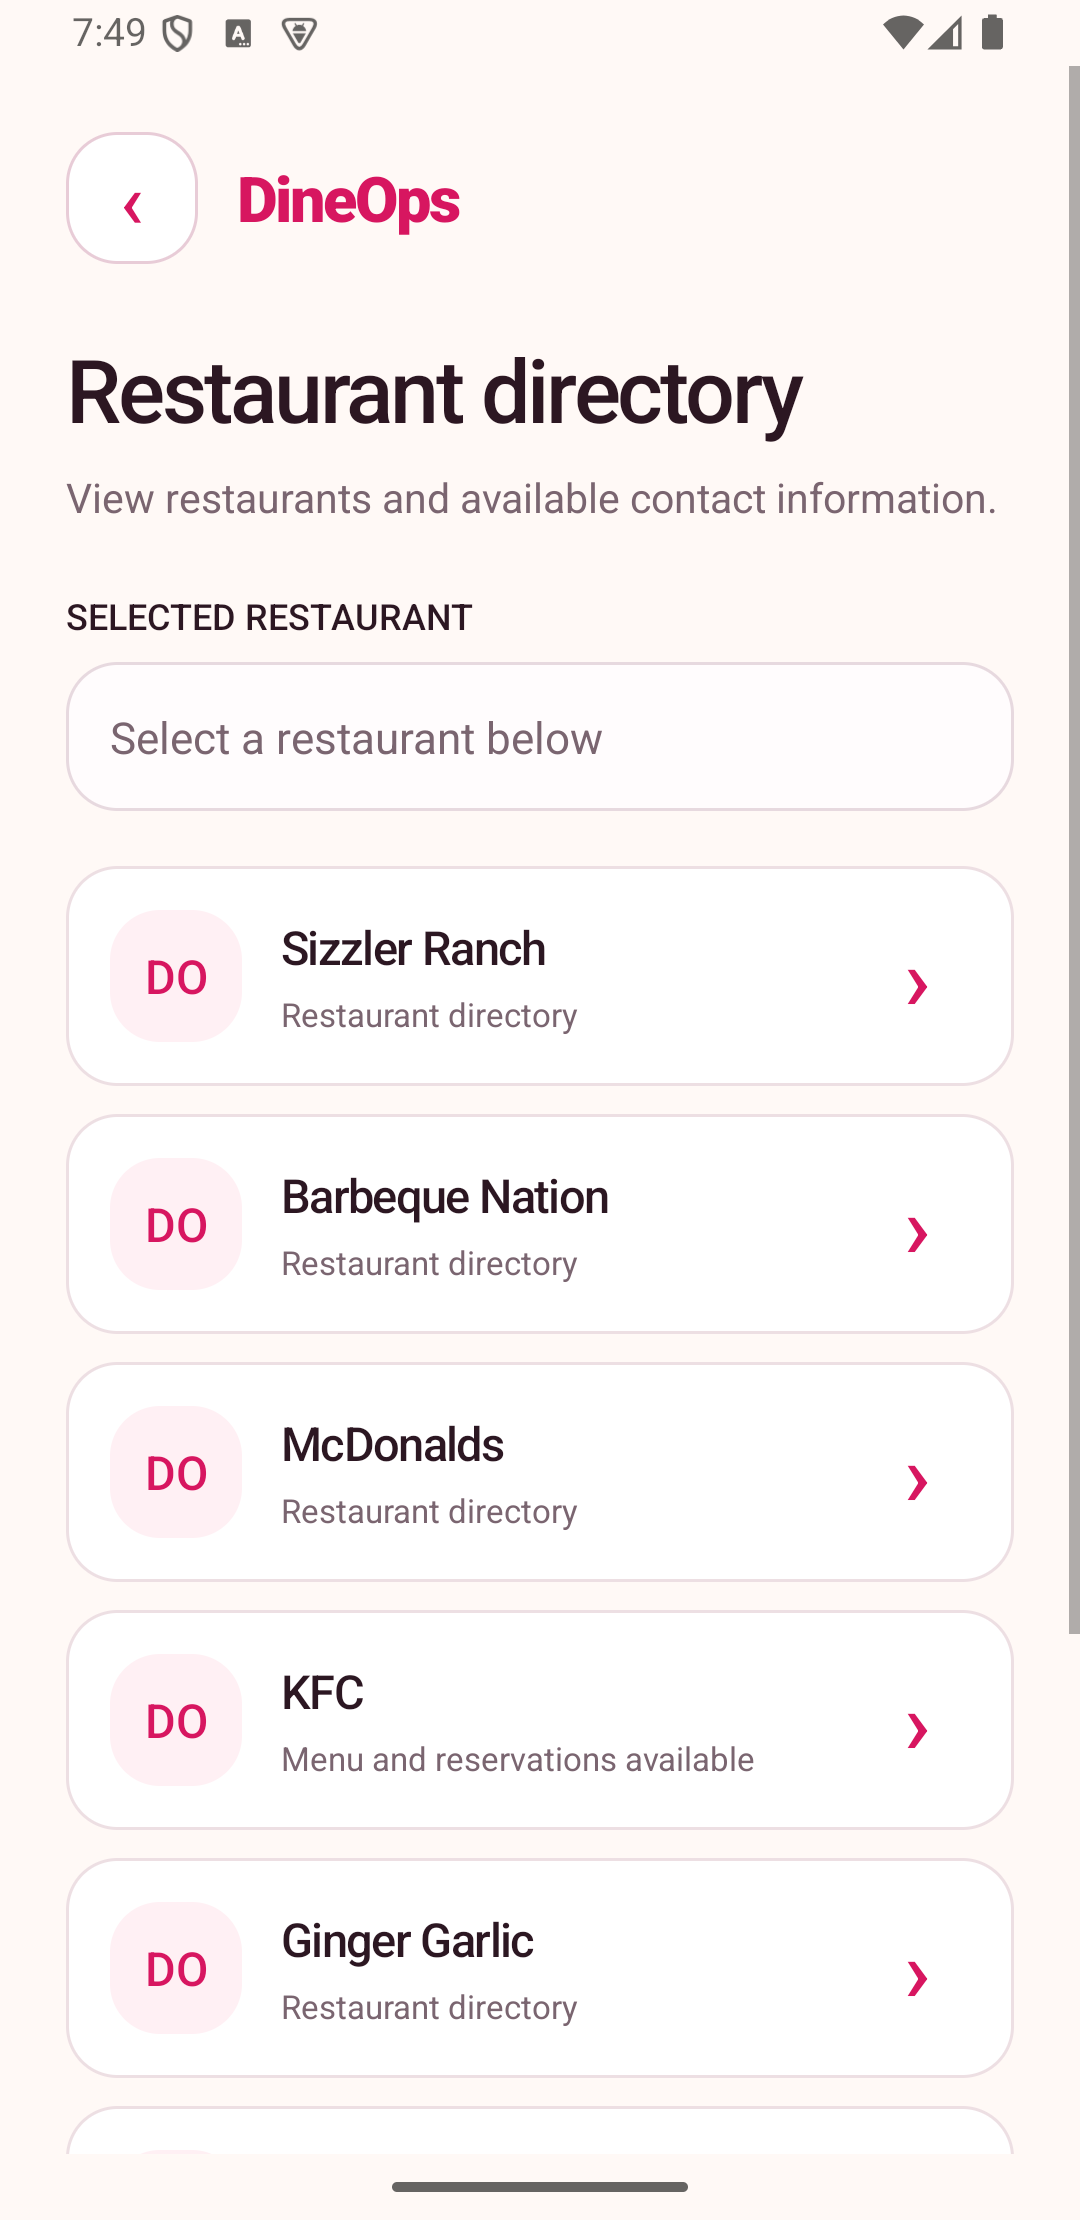 7:49
‹
DineOps
Restaurant directory
View restaurants and available contact information.
SELECTED RESTAURANT
Select a restaurant below
DO
Sizzler Ranch
Restaurant directory
›
DO
Barbeque Nation
Restaurant directory
›
DO
McDonalds
Restaurant directory
›
DO
KFC
Menu and reservations available
›
DO
Ginger Garlic
Restaurant directory
›